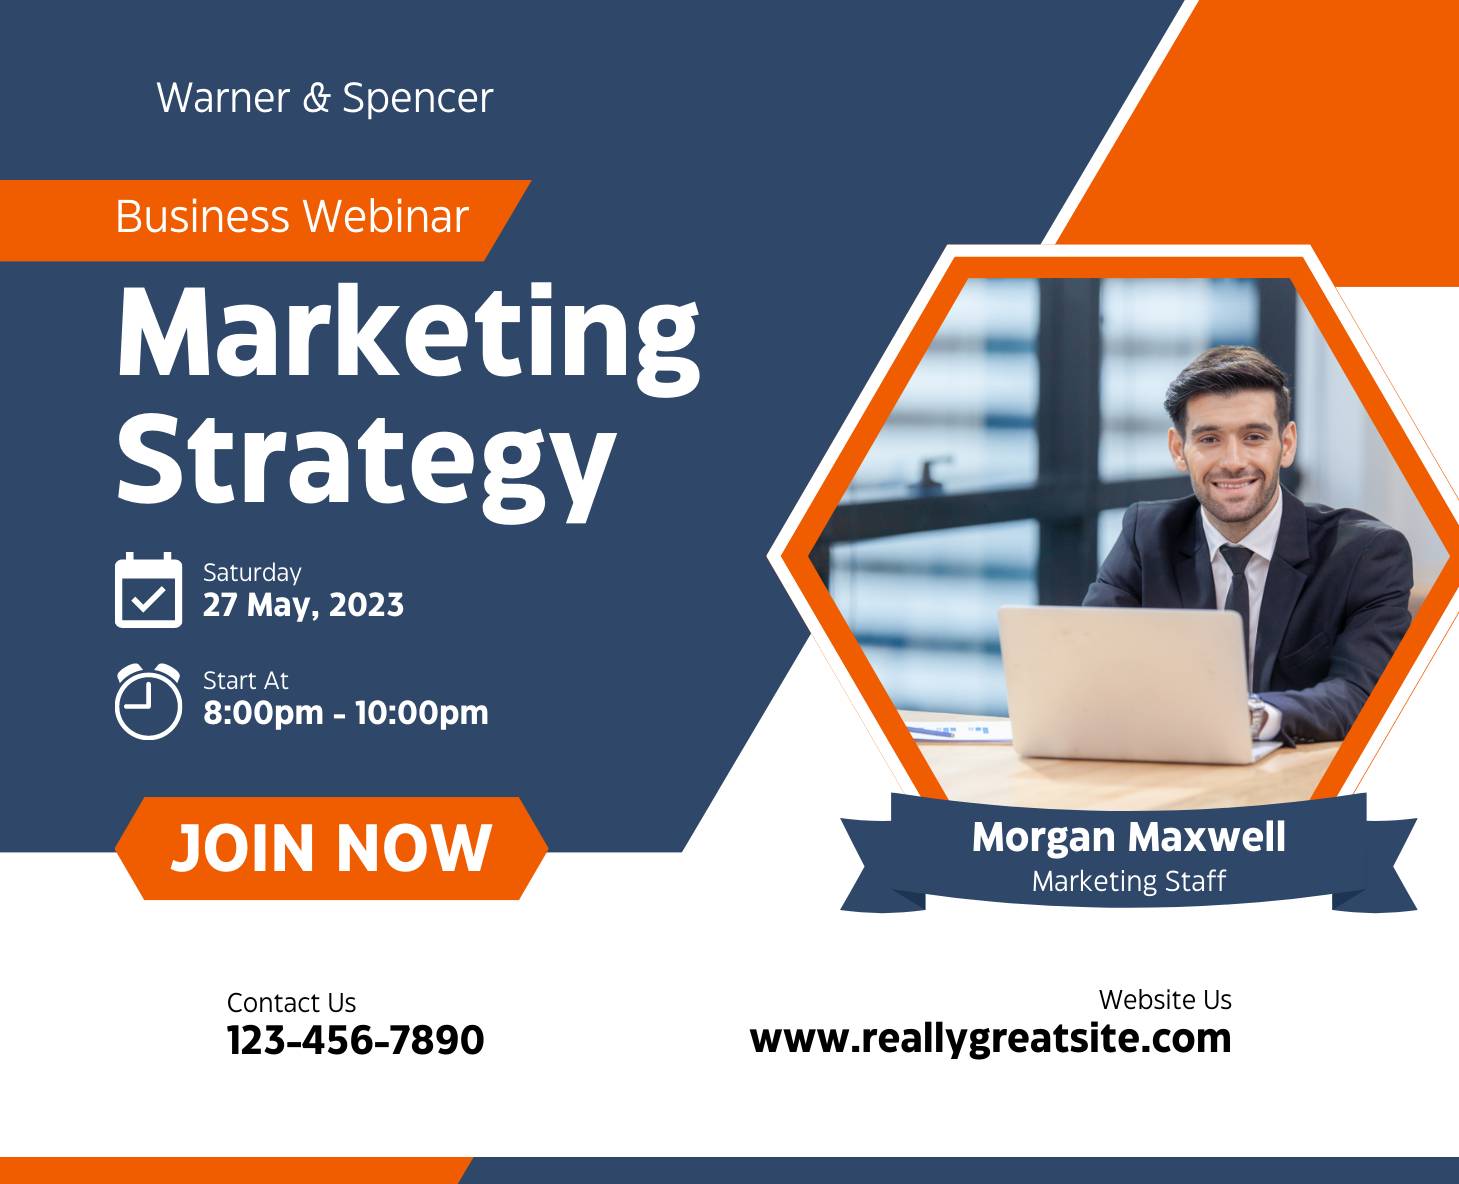 Warner & Spencer
Business Webinar
Marketing
Strategy
Saturday
27 May, 2023
Start At
8:00pm - 10:00pm
JOIN NOW
Morgan Maxwell
Marketing Staff
Contact Us
123-456-7890
Website Us
www.reallygreatsite.com